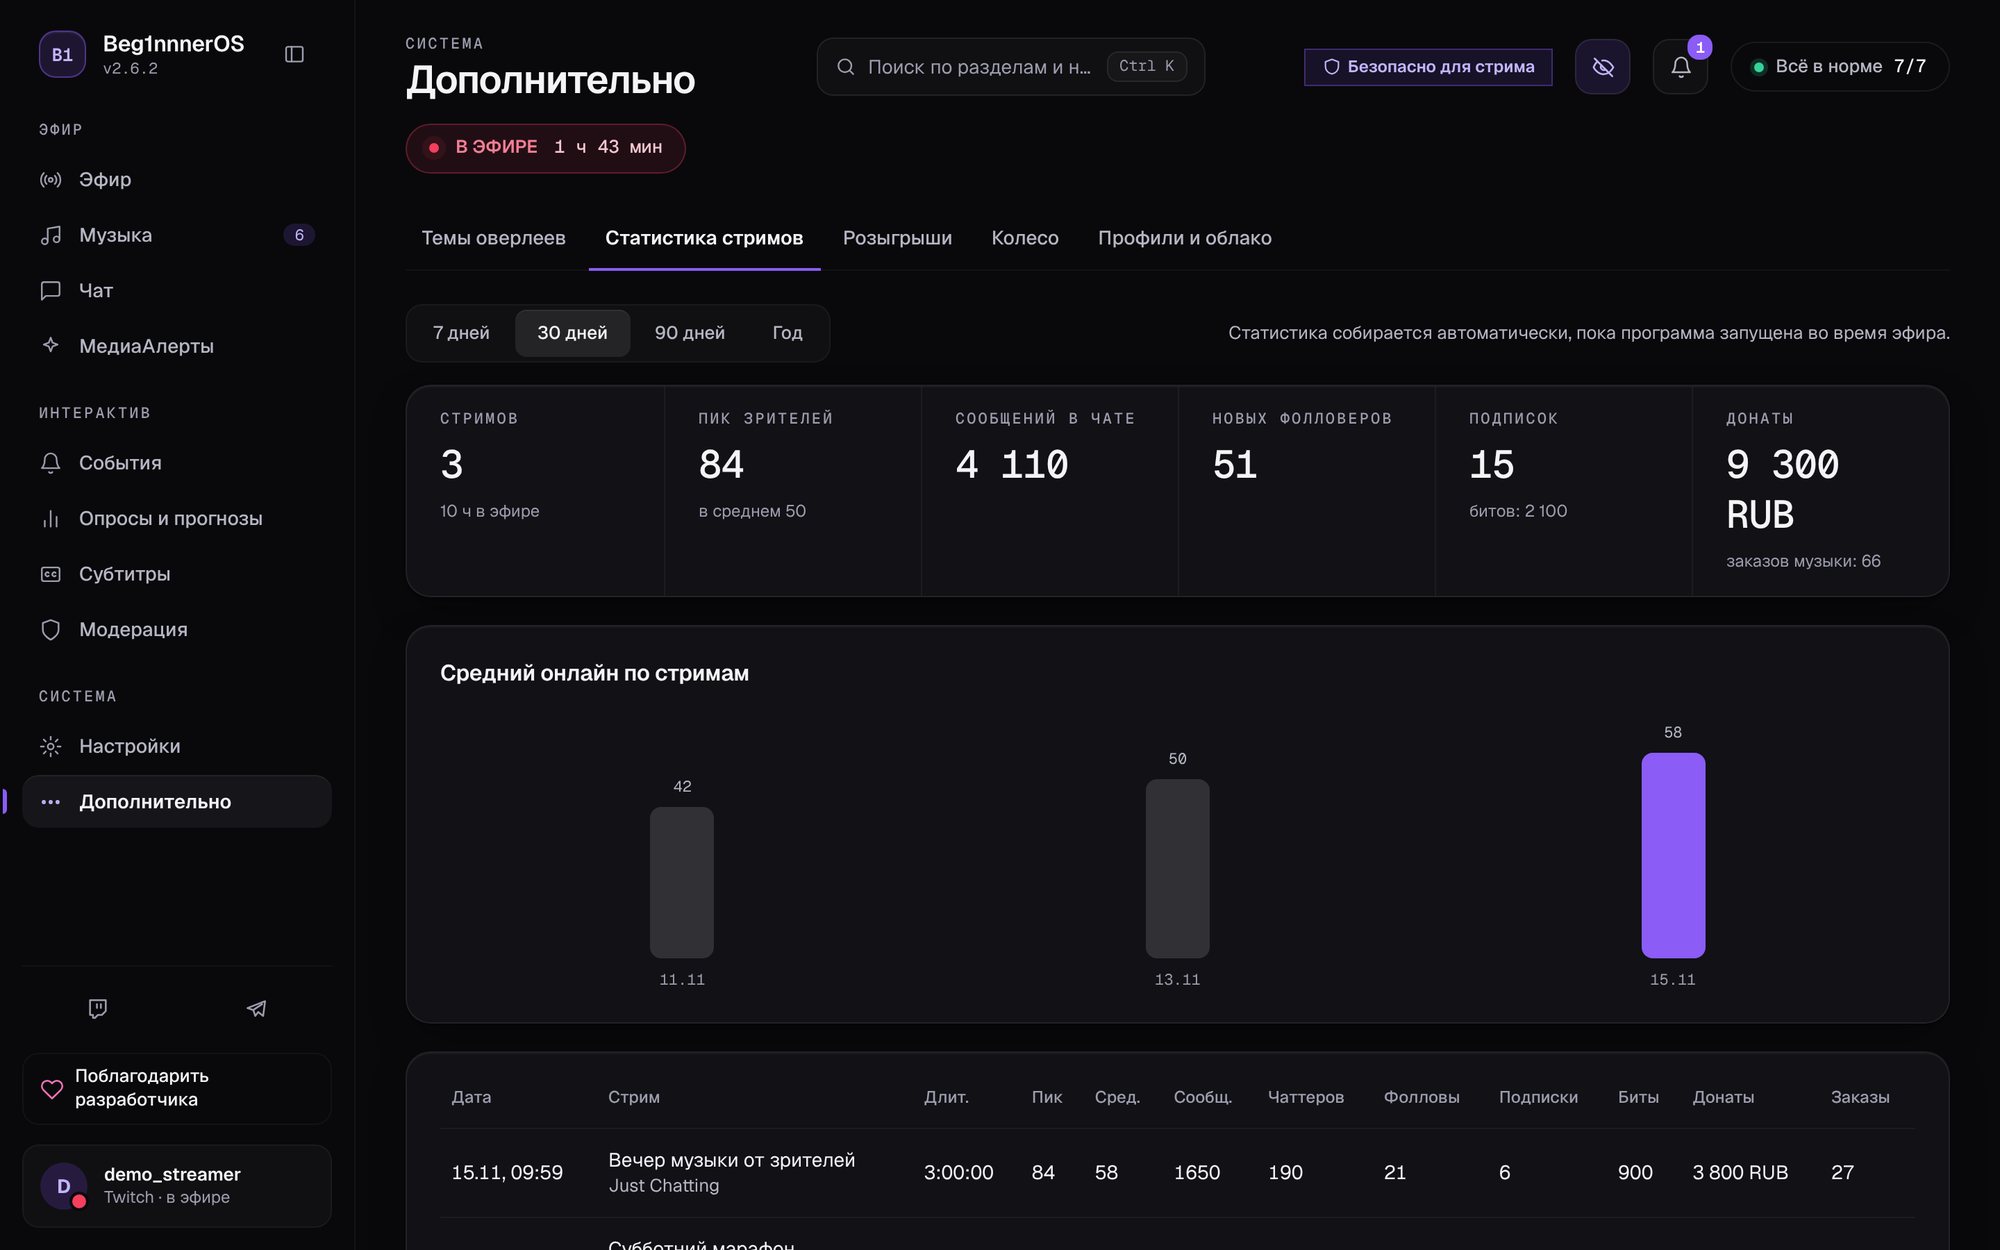 B1
Beg1nnnerOS
v2.6.2
ЭФИР
Эфир
Музыка 6
Чат
МедиаАлерты
ИНТЕРАКТИВ
События
Опросы и прогнозы
Субтитры
Модерация
СИСТЕМА
Настройки
Дополнительно
Поблагодарить
разработчика
D
demo_streamer
Twitch · в эфире
СИСТЕМА
Дополнительно
Поиск по разделам и н... Ctrl K
Безопасно для стрима
1
Всё в норме 7/7
В ЭФИРЕ 1 ч 43 мин
Темы оверлеев Статистика стримов Розыгрыши Колесо Профили и облако
7 дней 30 дней 90 дней Год
Статистика собирается автоматически, пока программа запущена во время эфира.
СТРИМОВ
3
10 ч в эфире
ПИК ЗРИТЕЛЕЙ
84
в среднем 50
СООБЩЕНИЙ В ЧАТЕ
4 110
НОВЫХ ФОЛЛОВЕРОВ
51
ПОДПИСОК
15
битов: 2 100
ДОНАТЫ
9 300
RUB
заказов музыки: 66
Средний онлайн по стримам
42
50
58
11.11
13.11
15.11
Дата Стрим Длит. Пик Сред. Сообщ. Чаттеров Фолловы Подписки Биты Донаты Заказы
15.11, 09:59 Вечер музыки от зрителей 3:00:00 84 58 1650 190 21 6 900 3 800 RUB 27
Just Chatting
Субботний марафон